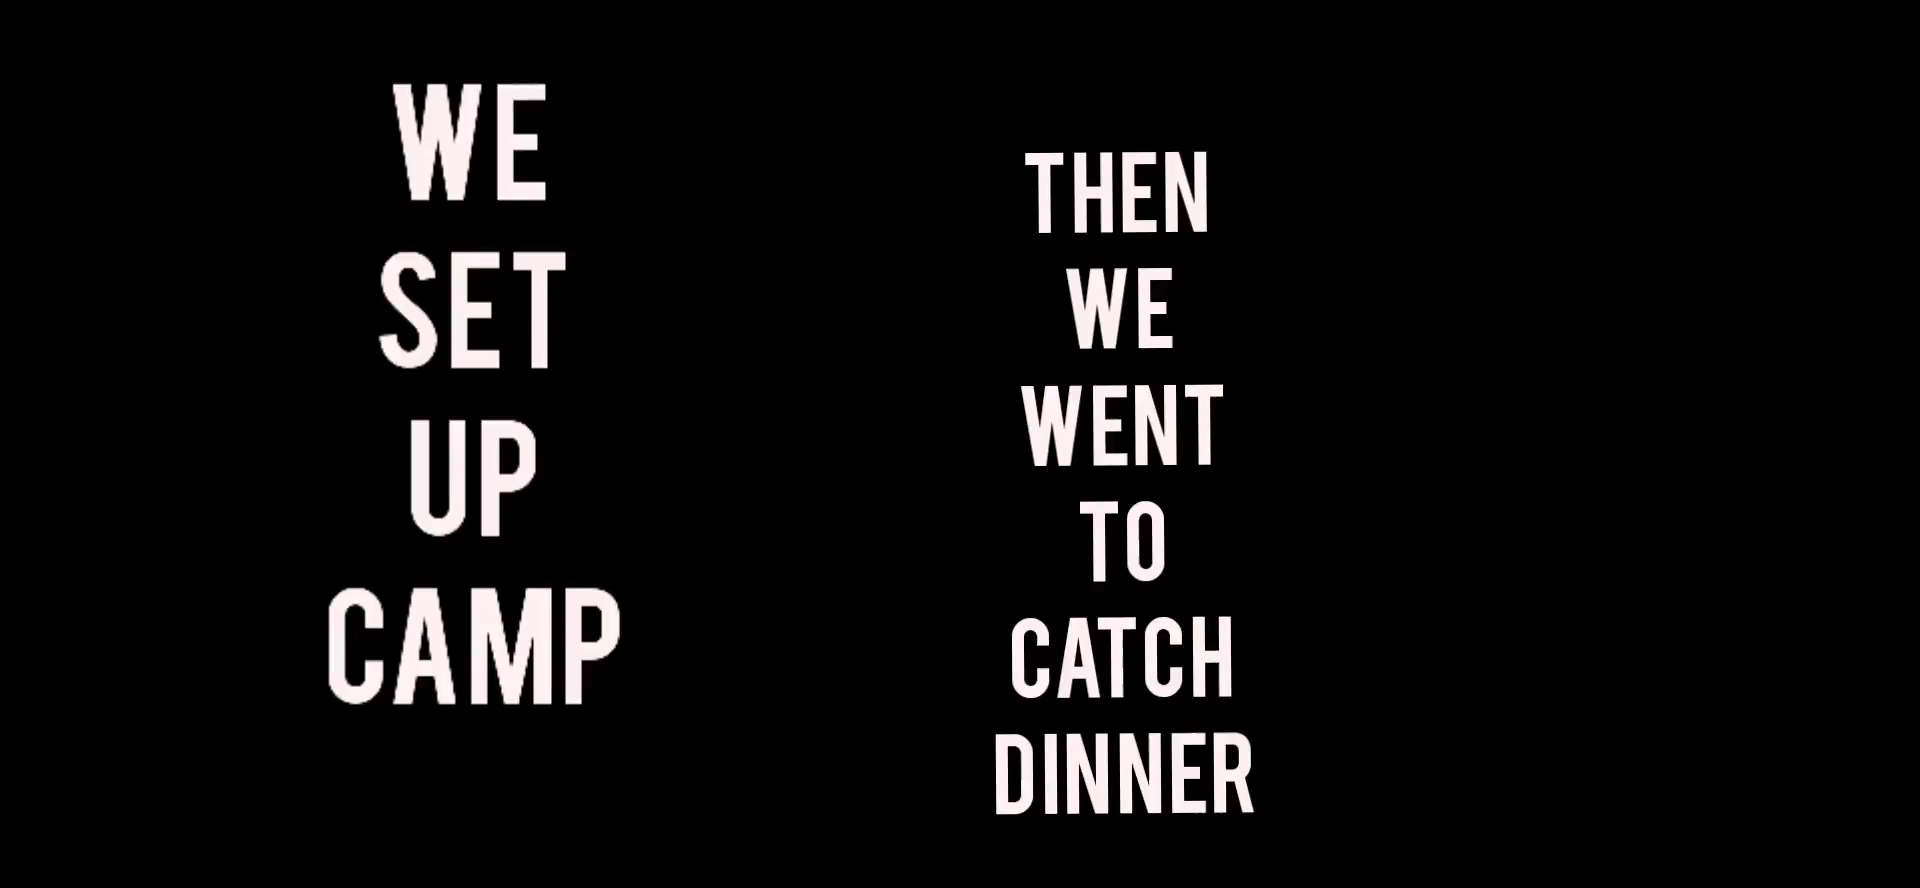 WE
SET
UP
CAMP
THEN
WE
WENT
TO
CATCH
DINNER